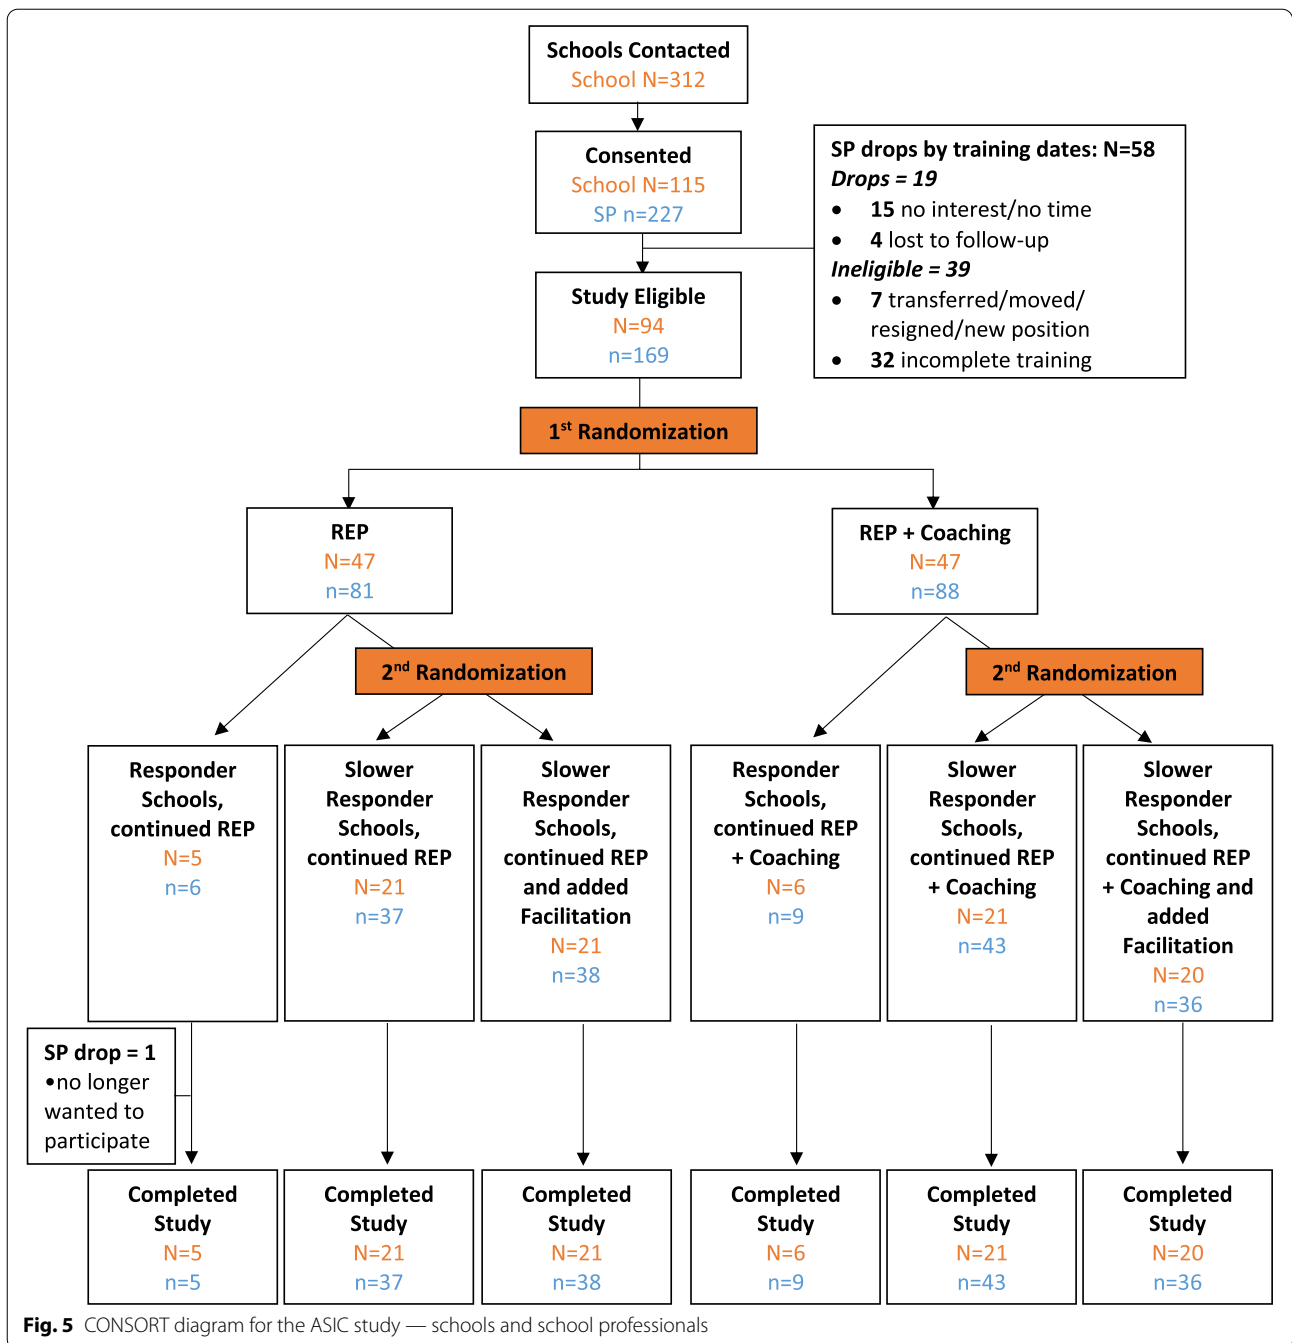 Schools Contacted
School N=312
Consented
School N=115
SP n=227
SP drops by training dates: N=58
Drops = 19
• 15 no interest/no time
• 4 lost to follow-up
Ineligible = 39
• 7 transferred/moved/
resigned/new position
• 32 incomplete training
Study Eligible
N=94
n=169
1st Randomization
REP
N=47
n=81
REP + Coaching
N=47
n=88
2nd Randomization
2nd Randomization
Responder
Schools,
continued REP
N=5
n=6
Slower
Responder
Schools,
continued REP
N=21
n=37
Slower
Responder
Schools,
continued REP
and added
Facilitation
N=21
n=38
Responder
Schools,
continued REP
+ Coaching
N=6
n=9
Slower
Responder
Schools,
continued REP
+ Coaching
N=21
n=43
Slower
Responder
Schools,
continued REP
+ Coaching and
added
Facilitation
N=20
n=36
SP drop = 1
•no longer
wanted to
participate
Completed
Study
N=5
n=5
Completed
Study
N=21
n=37
Completed
Study
N=21
n=38
Completed
Study
N=6
n=9
Completed
Study
N=21
n=43
Completed
Study
N=20
n=36
Fig. 5 CONSORT diagram for the ASIC study — schools and school professionals